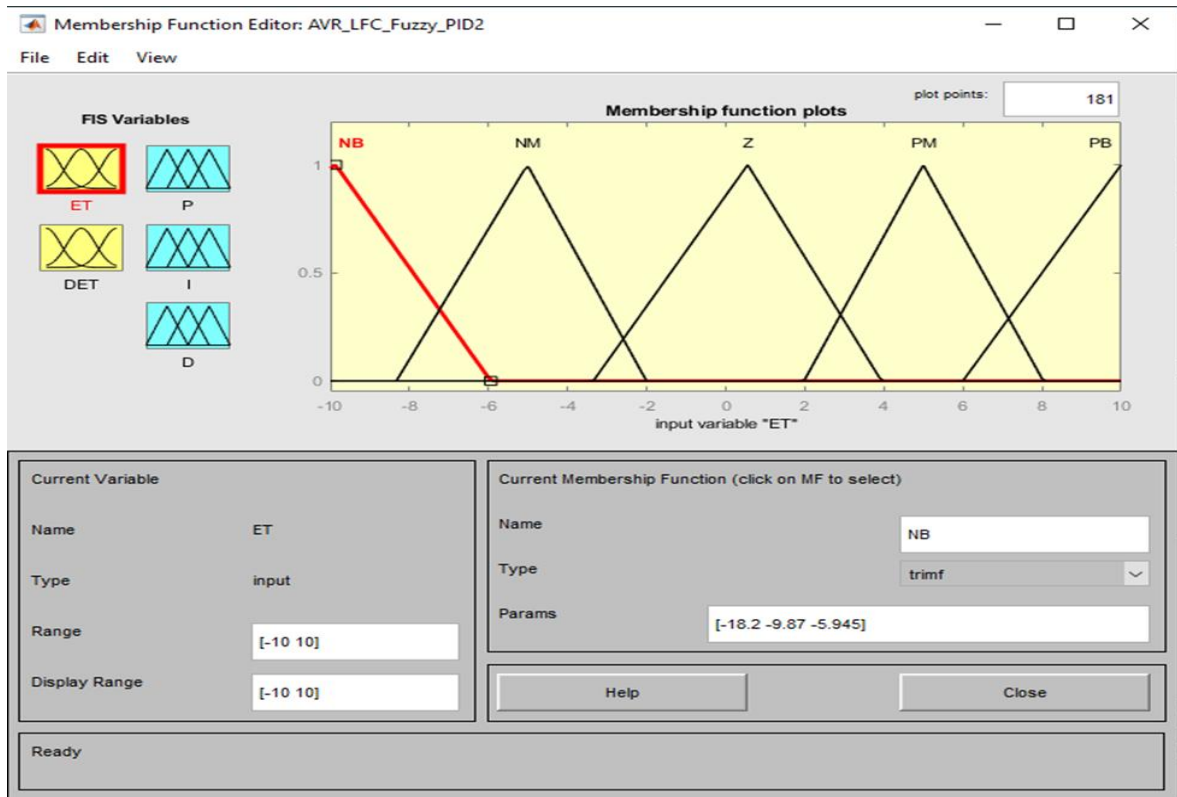 Membership Function Editor: AVR_LFC_Fuzzy_PID2
File Edit View
FIS Variables
ET
P
DET
I
D
plot points:
181
Membership function plots
NB NM Z PM PB
1
0.5
0
-10 -8 -6 -4 -2 0 2 4 6 8 10
input variable "ET"
Current Variable
Name ET
Type input
Range [-10 10]
Display Range [-10 10]
Current Membership Function (click on MF to select)
Name NB
Type trimf
Params [-18.2 -9.87 -5.945]
Help Close
Ready